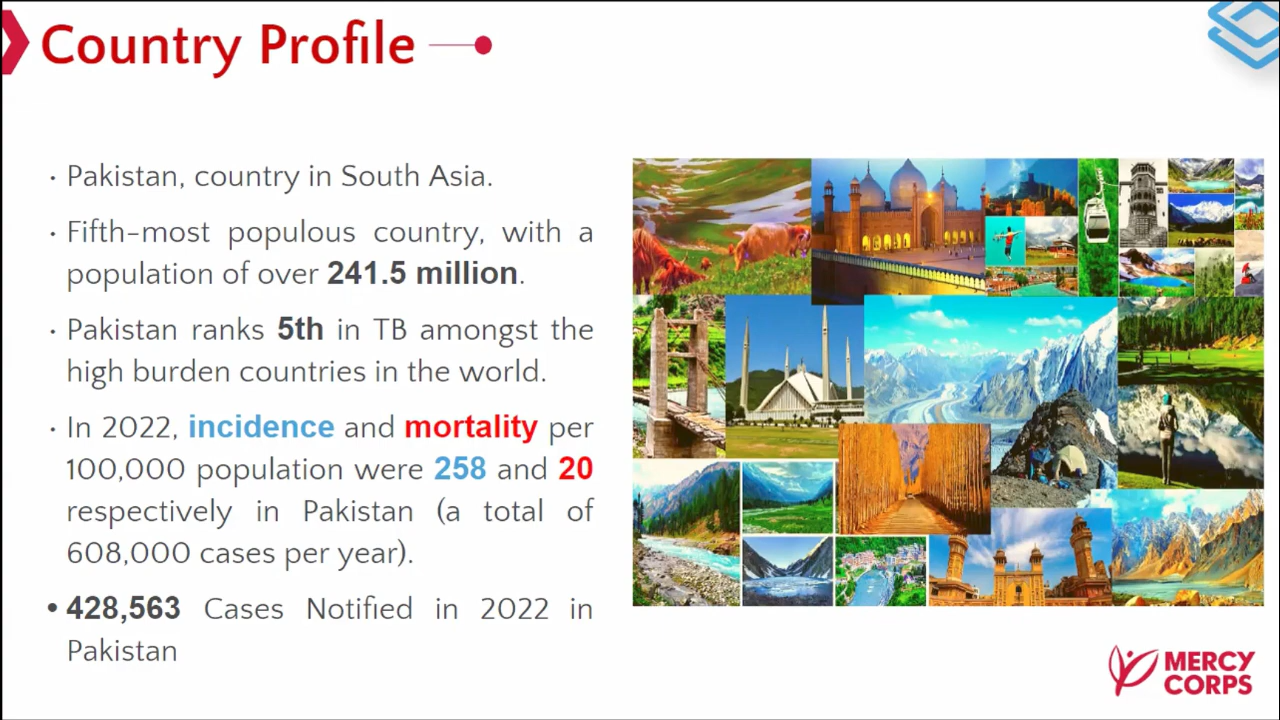 Country Profile
· Pakistan, country in South Asia.
· Fifth-most populous country, with a
population of over 241.5 million.
· Pakistan ranks 5th in TB amongst the
high burden countries in the world.
· In 2022, incidence and mortality per
100,000 population were 258 and 20
respectively in Pakistan (a total of
608,000 cases per year).
• 428,563 Cases Notified in 2022 in
Pakistan
MERCY
CORPS